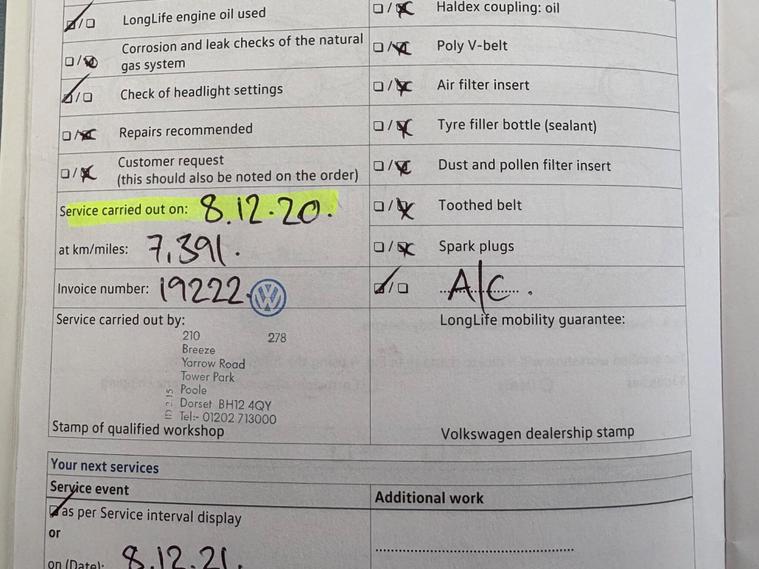 LongLife engine oil used
Haldex coupling: oil
Corrosion and leak checks of the natural
gas system
Poly V-belt
Check of headlight settings
Air filter insert
Repairs recommended
Tyre filler bottle (sealant)
Customer request
(this should also be noted on the order)
Dust and pollen filter insert
Service carried out on: 8.12.20.
Toothed belt
at km/miles: 7,391.
Spark plugs
Invoice number: 19222
A/C.
Service carried out by:
LongLife mobility guarantee:
210 278
Breeze
Yarrow Road
Tower Park
Poole
Dorset BH12 4QY
Tel:- 01202 713000
Stamp of qualified workshop
Volkswagen dealership stamp
Your next services
Service event
Additional work
as per Service interval display
or
on (Date): 8.12.21.